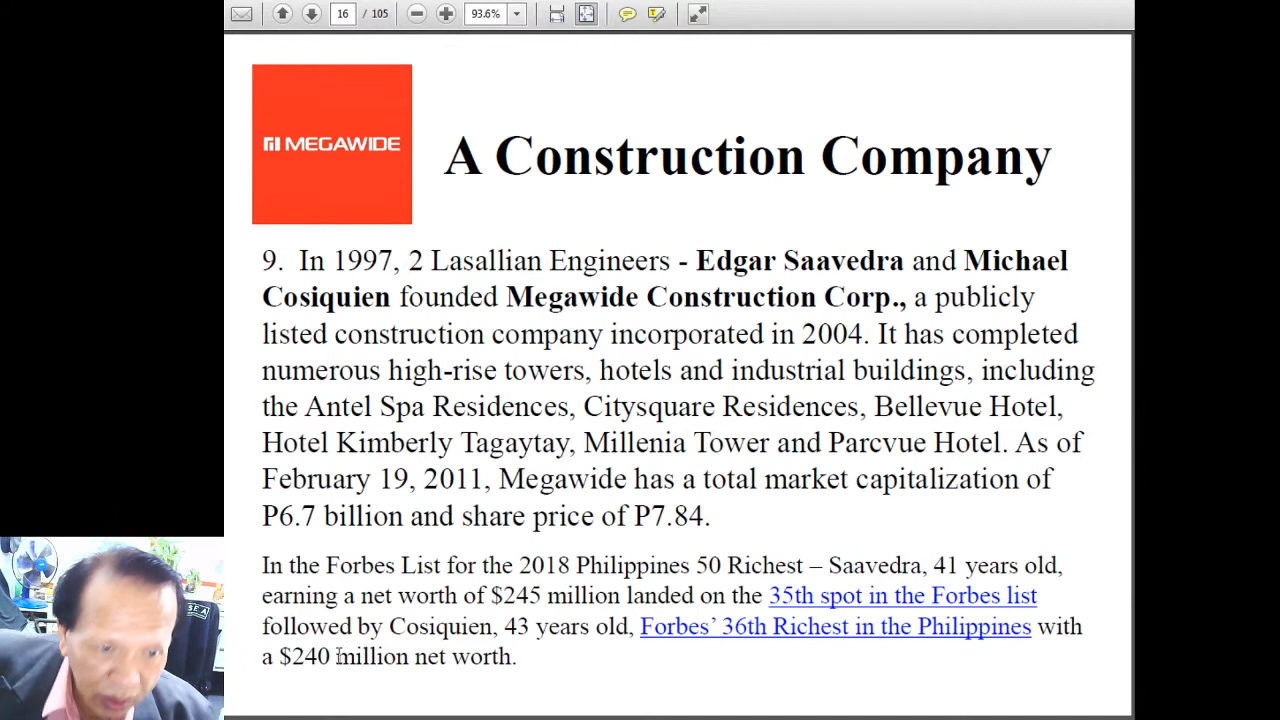 16 / 105 93.6%
MEGAWIDE
A Construction Company
9. In 1997, 2 Lasallian Engineers - Edgar Saavedra and Michael
Cosiquien founded Megawide Construction Corp., a publicly
listed construction company incorporated in 2004. It has completed
numerous high-rise towers, hotels and industrial buildings, including
the Antel Spa Residences, Citysquare Residences, Bellevue Hotel,
Hotel Kimberly Tagaytay, Millenia Tower and Parcvue Hotel. As of
February 19, 2011, Megawide has a total market capitalization of
P6.7 billion and share price of P7.84.
In the Forbes List for the 2018 Philippines 50 Richest – Saavedra, 41 years old,
earning a net worth of $245 million landed on the 35th spot in the Forbes list
followed by Cosiquien, 43 years old, Forbes’ 36th Richest in the Philippines with
a $240 million net worth.